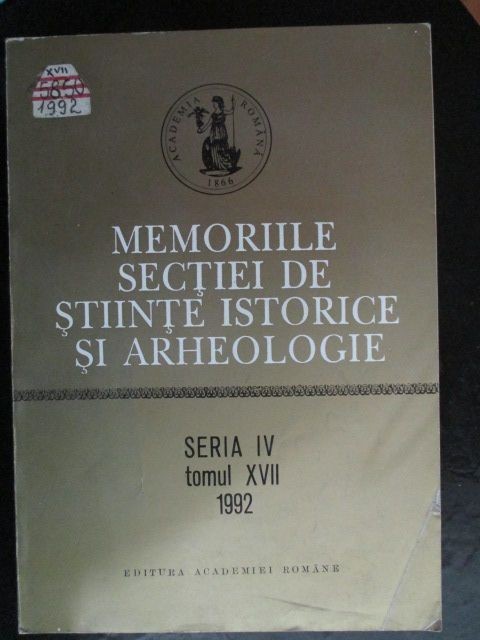 XVII
5850
1992
ACADEMIA ROMÂNĂ
1866
MEMORIILE
SECŢIEI DE
ŞTIINŢE ISTORICE
ŞI ARHEOLOGIE
SERIA IV
tomul XVII
1992
EDITURA ACADEMIEI ROMÂNE